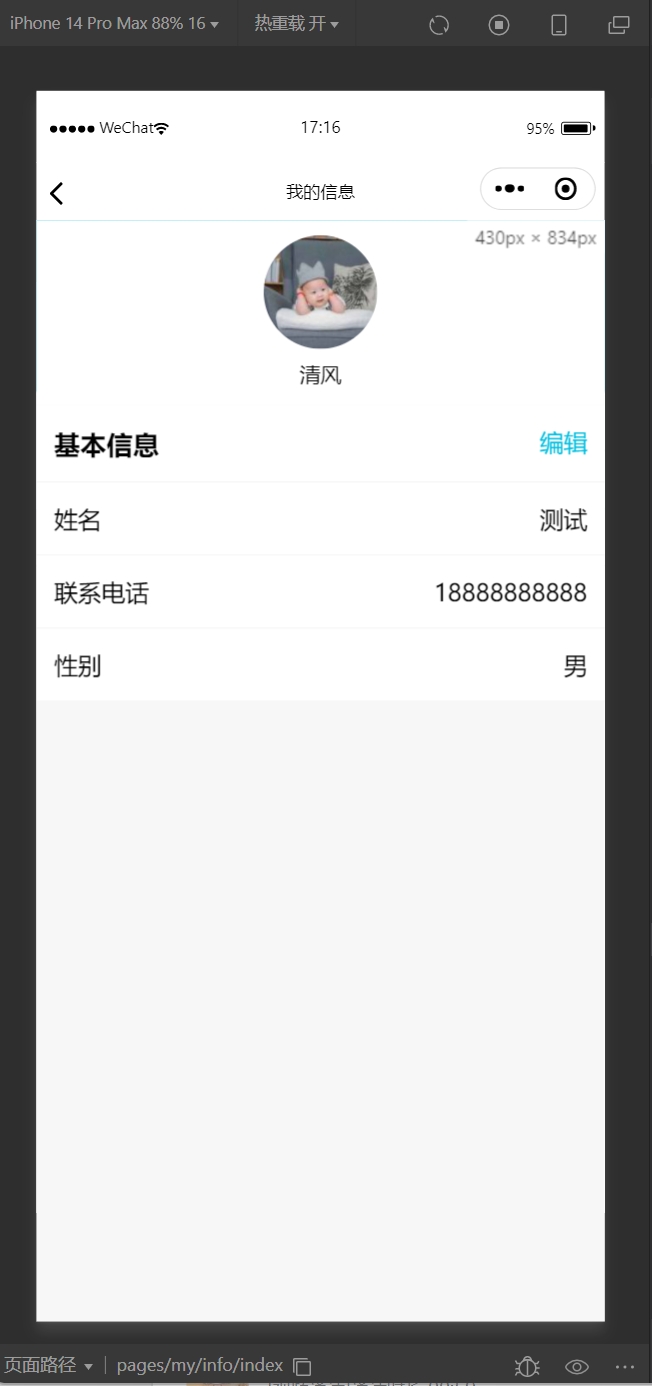 iPhone 14 Pro Max 88% 16 热重载 开
WeChat 17:16 95%
我的信息
430px × 834px
清风
基本信息 编辑
姓名 测试
联系电话 18888888888
性别 男
页面路径 pages/my/info/index